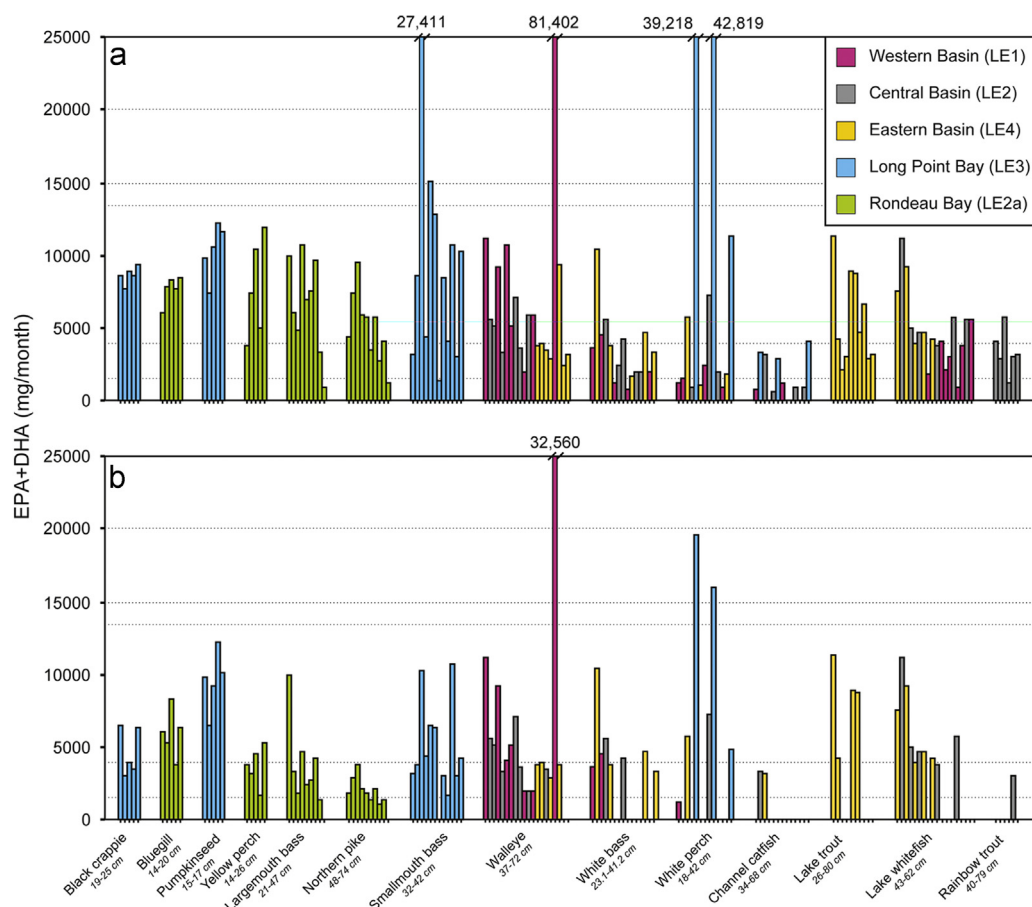 27,411
81,402
39,218
42,819
25000
20000
15000
10000
5000
0
a
Western Basin (LE1)
Central Basin (LE2)
Eastern Basin (LE4)
Long Point Bay (LE3)
Rondeau Bay (LE2a)
EPA+DHA (mg/month)
32,560
25000
20000
15000
10000
5000
0
b
Black crappie
19-25 cm
Bluegill
14-20 cm
Pumpkinseed
15-17 cm
Yellow perch
14-26 cm
Largemouth bass
21-47 cm
Northern pike
48-74 cm
Smallmouth bass
32-42 cm
Walleye
37-72 cm
White bass
23.1-41.2 cm
White perch
18-42 cm
Channel catfish
34-68 cm
Lake trout
26-80 cm
Lake whitefish
43-62 cm
Rainbow trout
40-79 cm